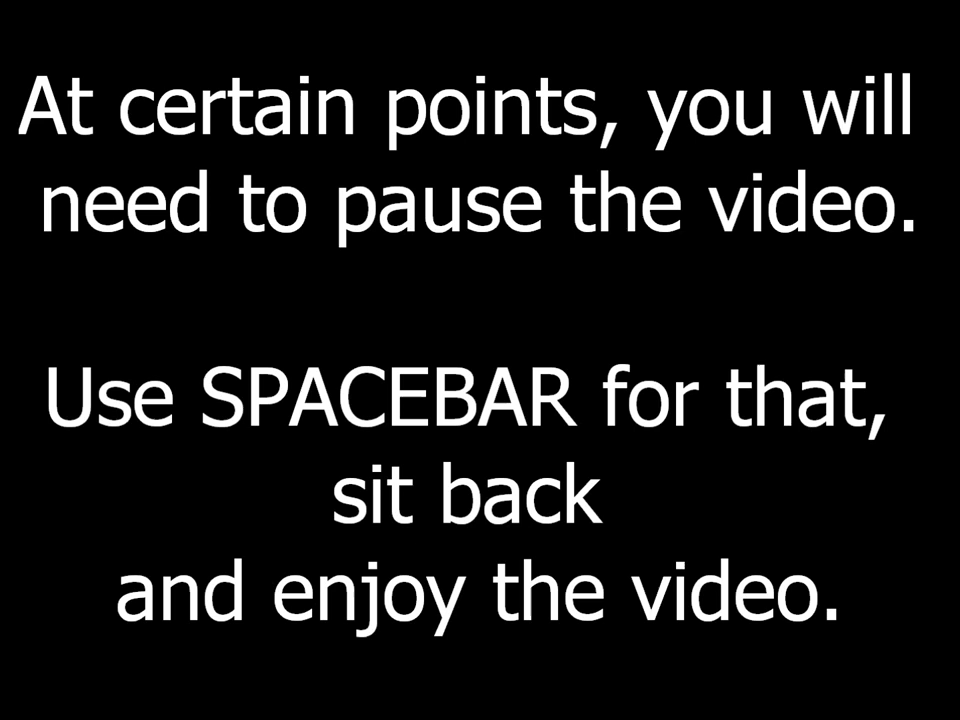 At certain points, you will
need to pause the video.
Use SPACEBAR for that,
sit back
and enjoy the video.